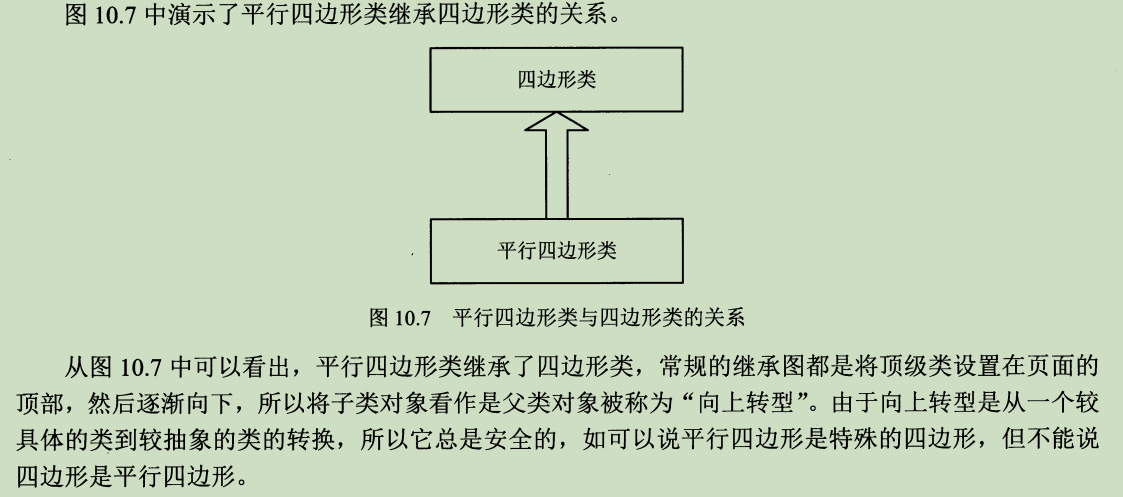 图 10.7 中演示了平行四边形类继承四边形类的关系。
四边形类
平行四边形类
图 10.7 平行四边形类与四边形类的关系
从图 10.7 中可以看出，平行四边形类继承了四边形类，常规的继承图都是将顶级类设置在页面的
顶部，然后逐渐向下，所以将子类对象看作是父类对象被称为“向上转型”。由于向上转型是从一个较
具体的类到较抽象的类的转换，所以它总是安全的，如可以说平行四边形是特殊的四边形，但不能说
四边形是平行四边形。